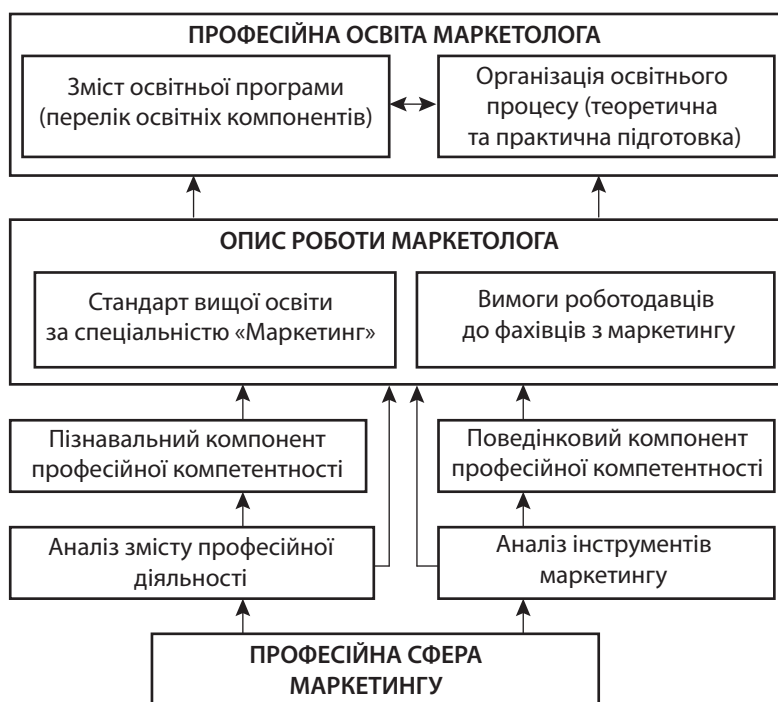 ПРОФЕСІЙНА ОСВІТА МАРКЕТОЛОГА
Зміст освітньої програми
(перелік освітніх компонентів)
Організація освітнього
процесу (теоретична
та практична підготовка)
ОПИС РОБОТИ МАРКЕТОЛОГА
Стандарт вищої освіти
за спеціальністю «Маркетинг»
Вимоги роботодавців
до фахівців з маркетингу
Пізнавальний компонент
професійної компетентності
Поведінковий компонент
професійної компетентності
Аналіз змісту професійної
діяльності
Аналіз інструментів
маркетингу
ПРОФЕСІЙНА СФЕРА
МАРКЕТИНГУ